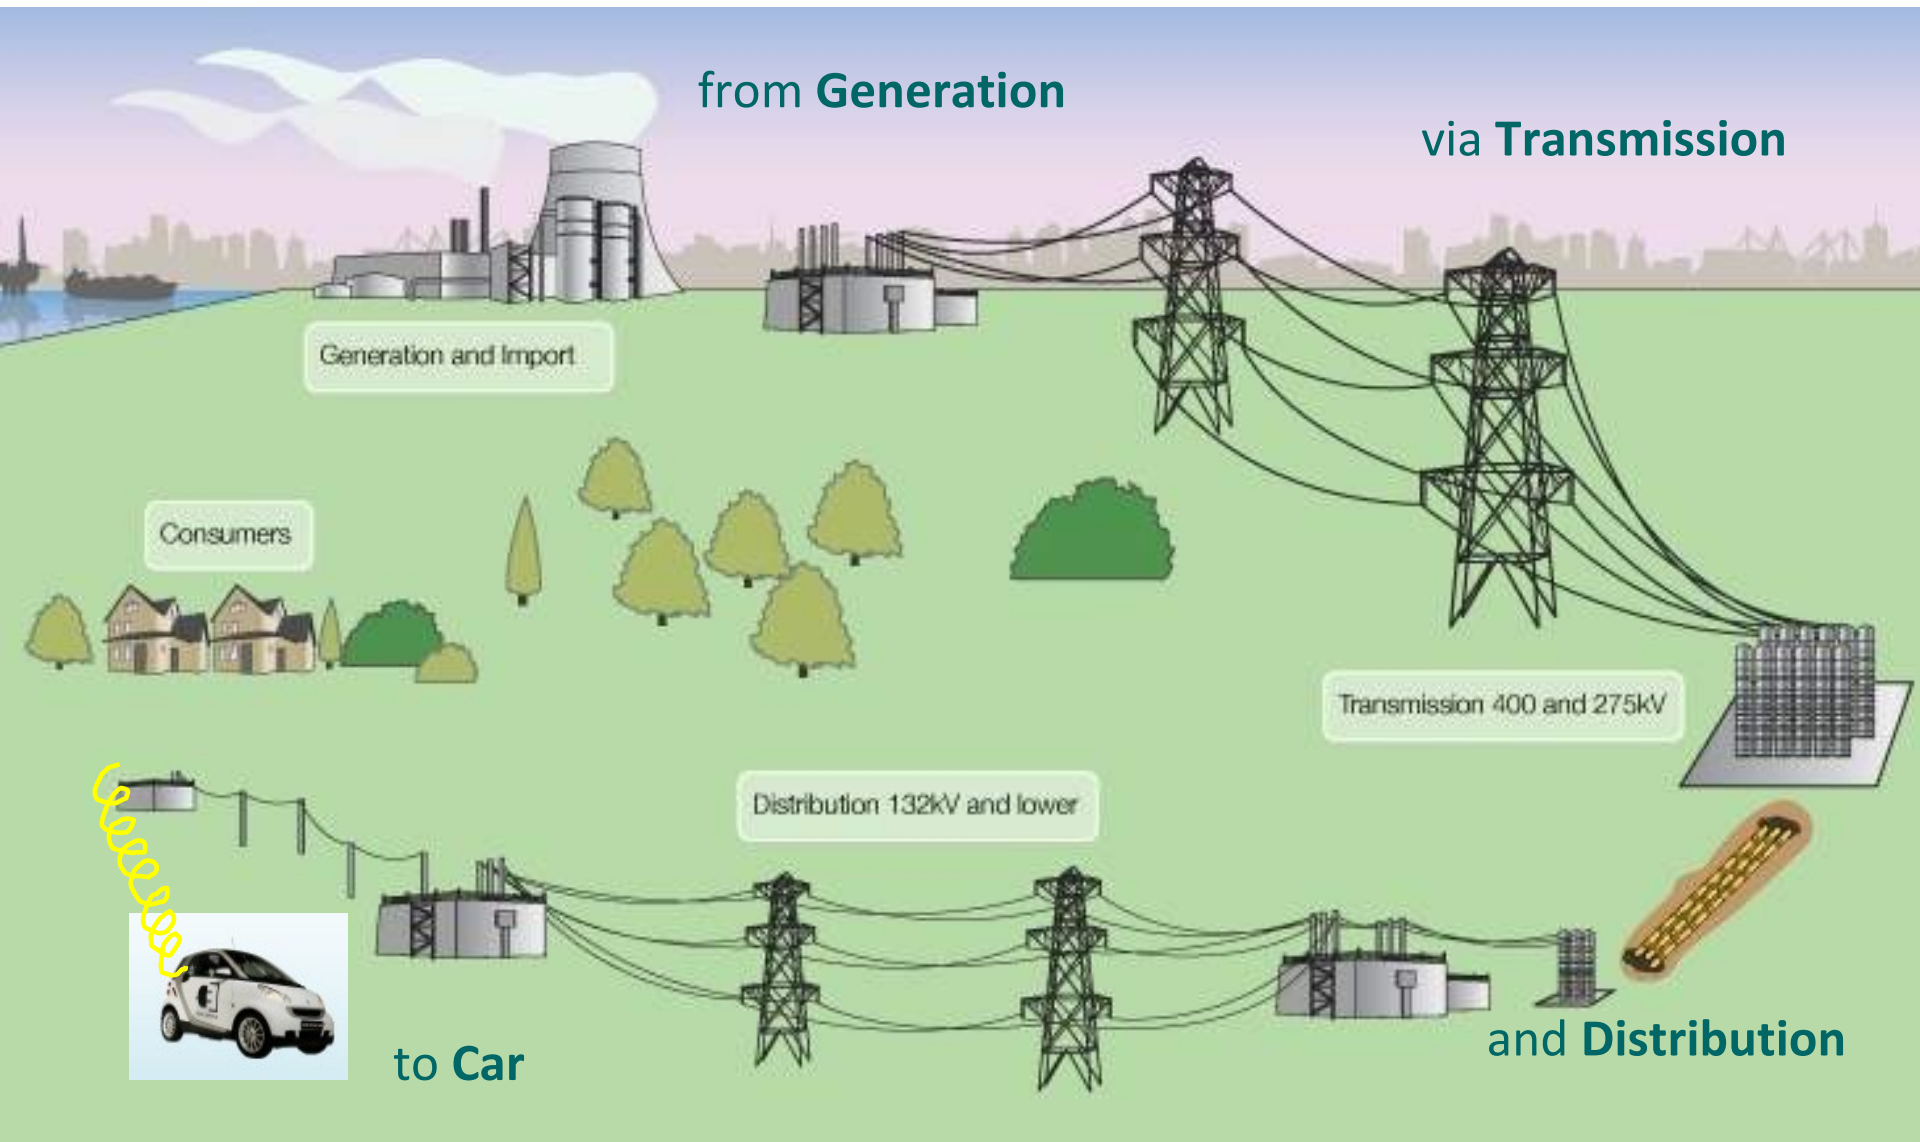 from Generation
via Transmission
Generation and Import
Consumers
Transmission 400 and 275kV
Distribution 132kV and lower
and Distribution
to Car